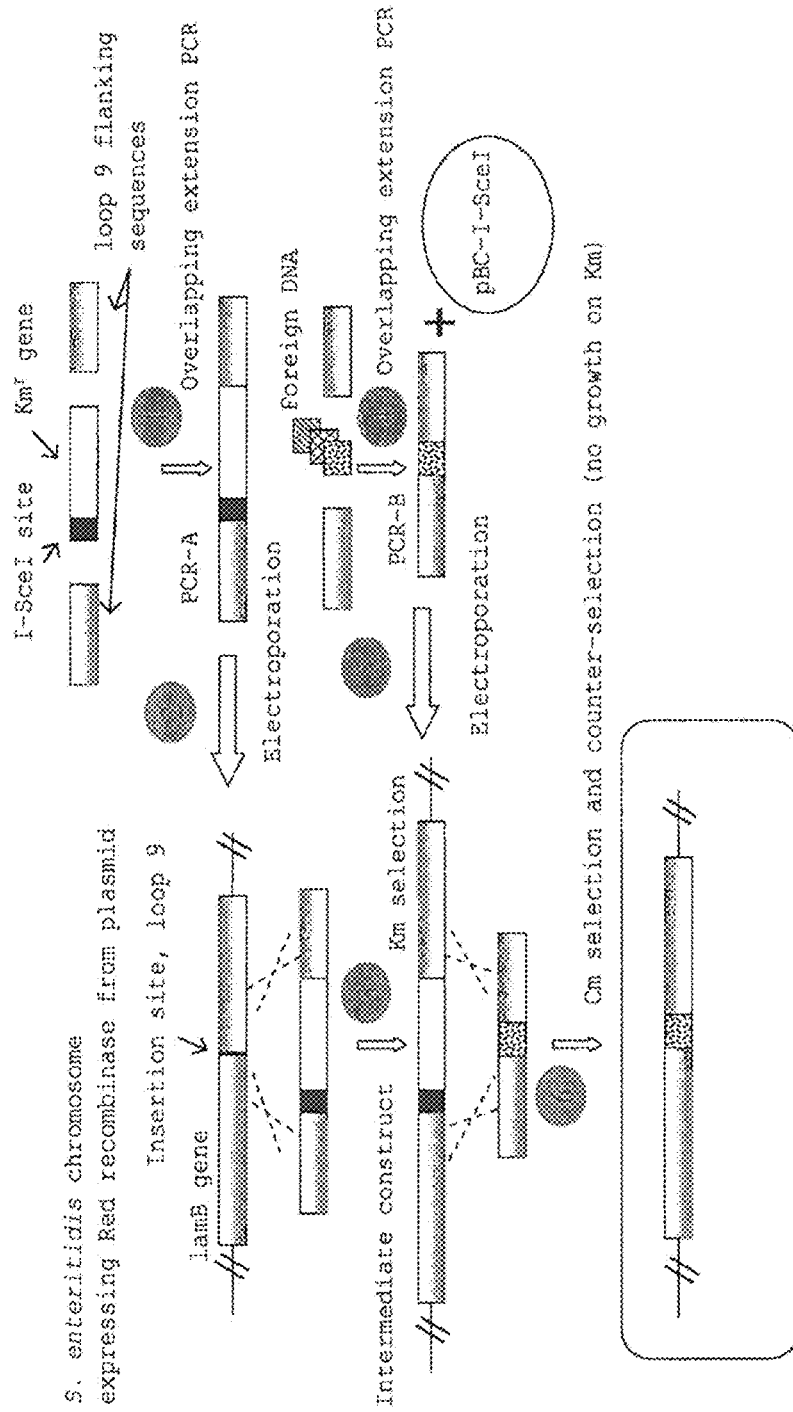 I-SceI site
Kmʳ gene
loop 9 flanking
sequences
Overlapping extension PCR
PCR-A
Electroporation
S. enteritidis chromosome
expressing Red recombinase from plasmid
Insertion site, loop 9
lamB gene
foreign DNA
Overlapping extension PCR
PCR-B
+
pBC-I-SceI
Electroporation
Km selection
Intermediate construct
Cm selection and counter-selection (no growth on Km)